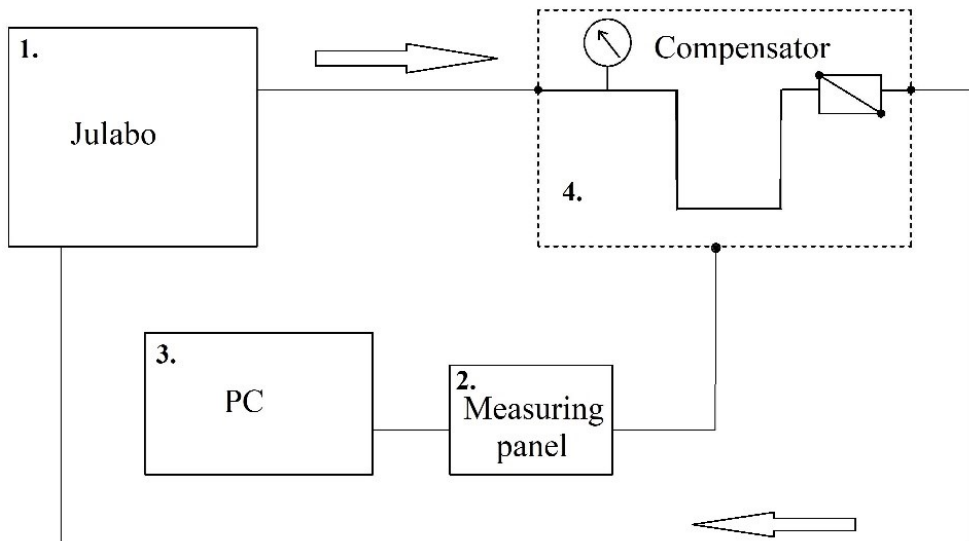 1.
Julabo
Compensator
4.
3.
PC
2.
Measuring
panel